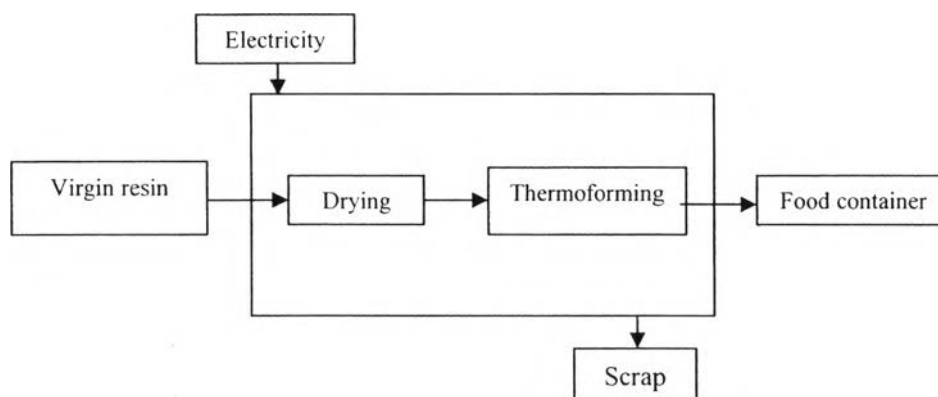 Electricity
Virgin resin
Drying
Thermoforming
Food container
Scrap